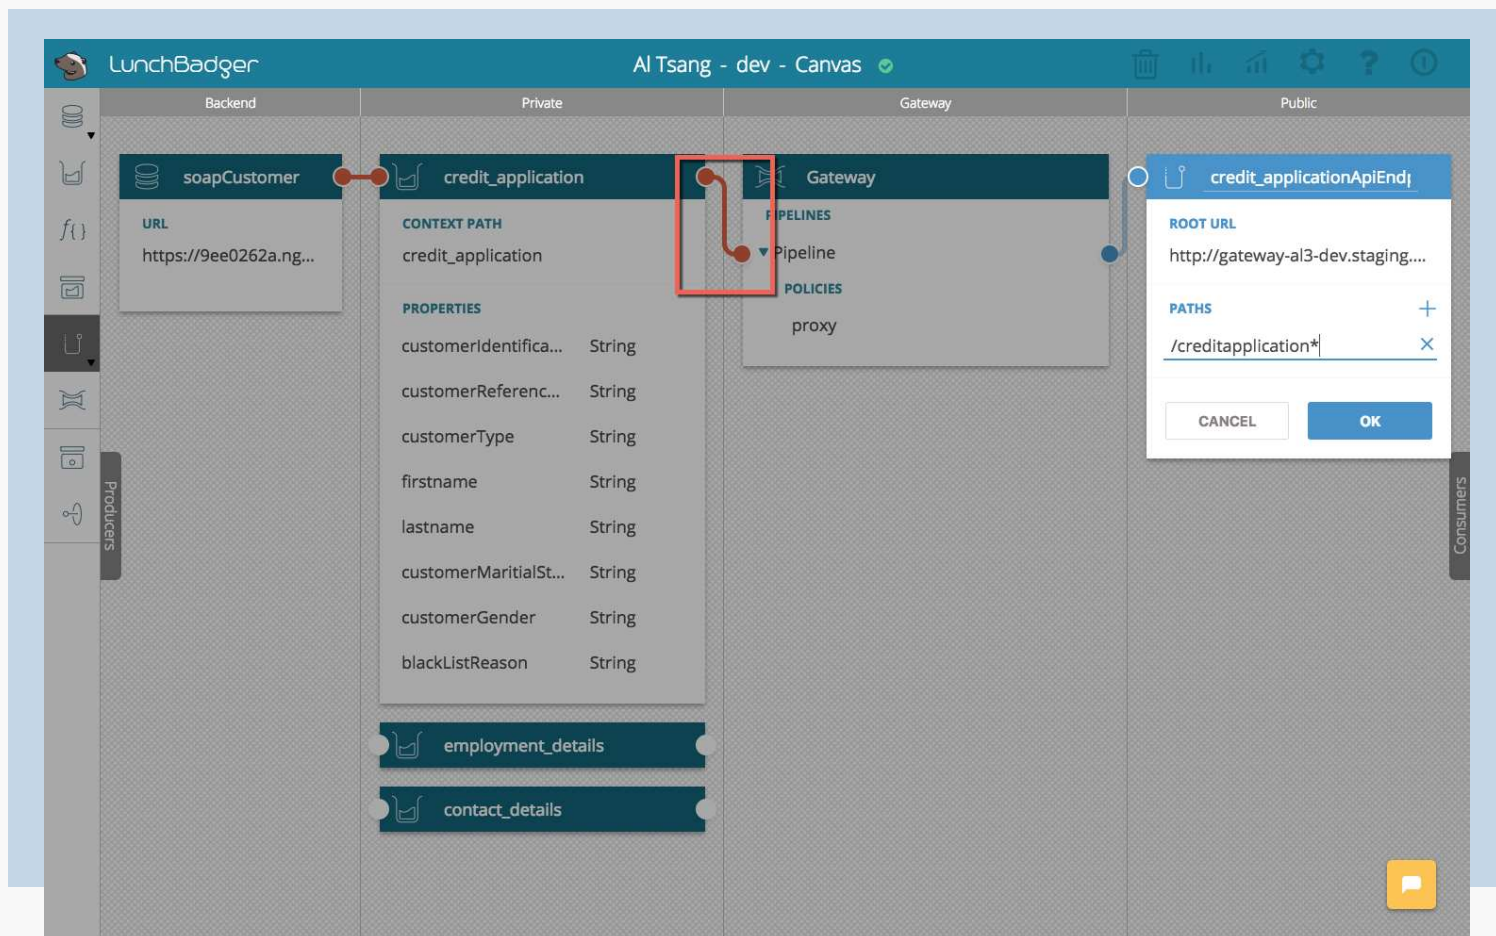 LunchBadger
Al Tsang - dev - Canvas
Backend
Private
Gateway
Public
soapCustomer
URL
https://9ee0262a.ng...
credit_application
CONTEXT PATH
credit_application
PROPERTIES
customerIdentifica... String
customerReferenc... String
customerType String
firstname String
lastname String
customerMaritialSt... String
customerGender String
blackListReason String
employment_details
contact_details
Gateway
PIPELINES
Pipeline
POLICIES
proxy
credit_applicationApiEndp
ROOT URL
http://gateway-al3-dev.staging....
PATHS
/creditapplication*
CANCEL
OK
f{}
Producers
Consumers